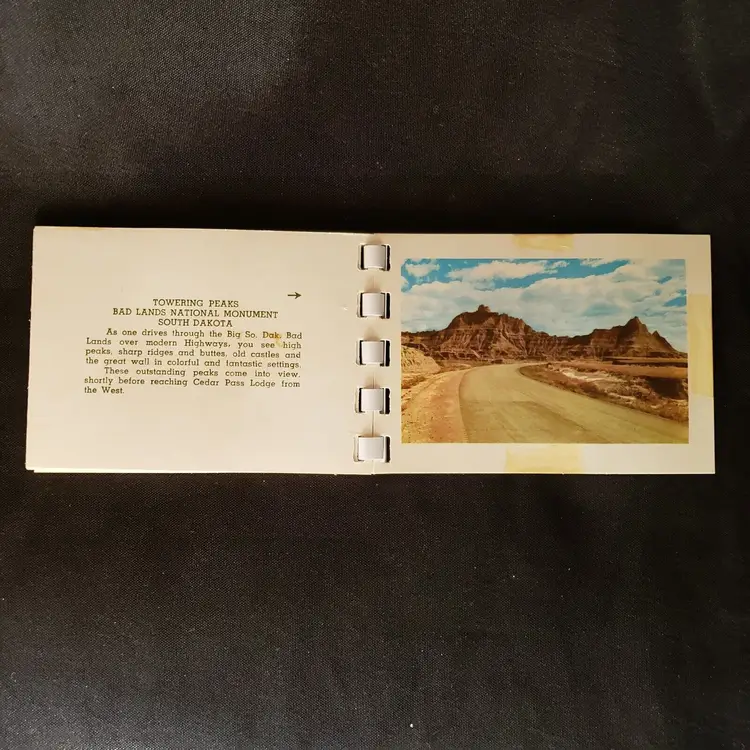 →
TOWERING PEAKS
BAD LANDS NATIONAL MONUMENT
SOUTH DAKOTA
As one drives through the Big So. Dak. Bad
Lands over modern Highways, you see high
peaks, sharp ridges and buttes, old castles and
the great wall in colorful and fantastic settings.
These outstanding peaks come into view,
shortly before reaching Cedar Pass Lodge from
the West.